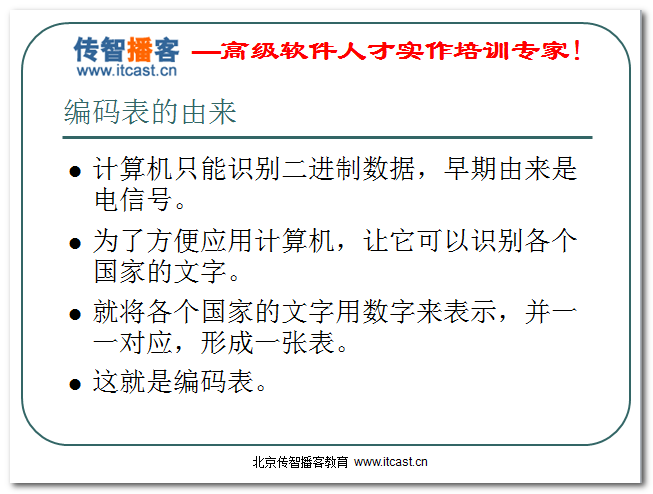 传智播客 —高级软件人才实作培训专家!
www.itcast.cn
编码表的由来
● 计算机只能识别二进制数据，早期由来是
电信号。
● 为了方便应用计算机，让它可以识别各个
国家的文字。
● 就将各个国家的文字用数字来表示，并一
一对应，形成一张表。
● 这就是编码表。
北京传智播客教育 www.itcast.cn